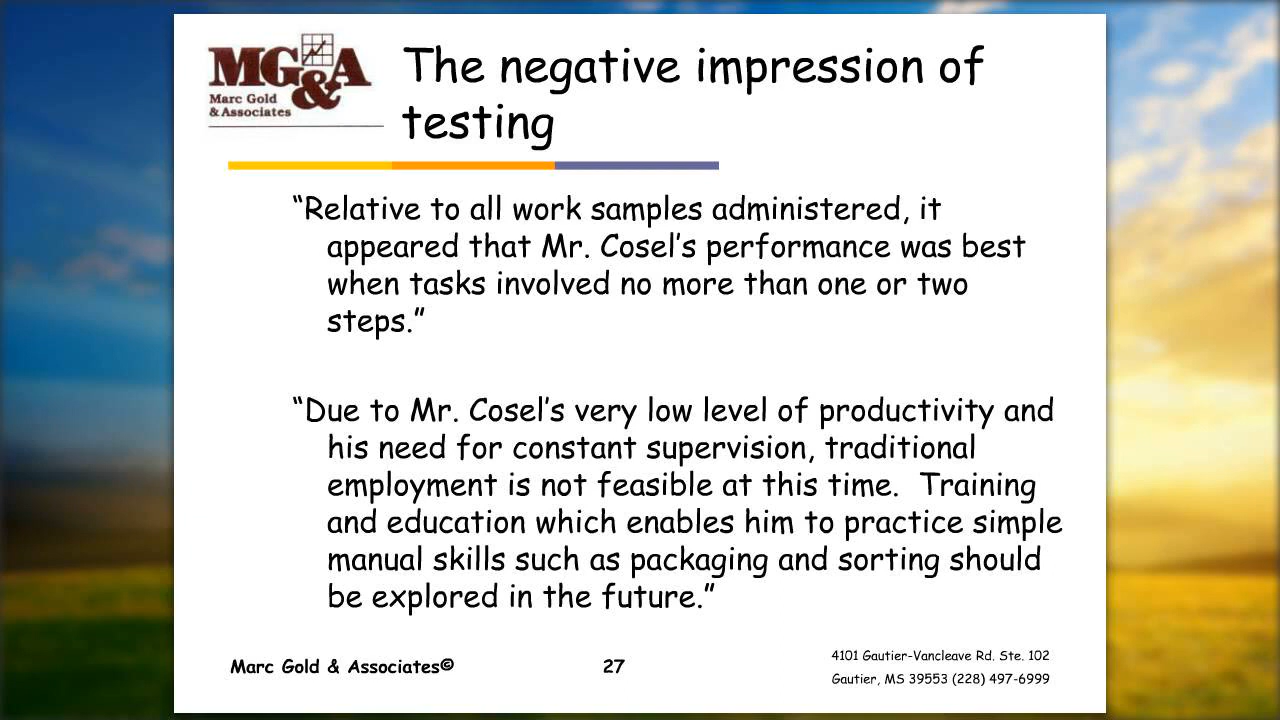 MG&A
Marc Gold
& Associates
The negative impression of
testing
“Relative to all work samples administered, it
appeared that Mr. Cosel’s performance was best
when tasks involved no more than one or two
steps.”
“Due to Mr. Cosel’s very low level of productivity and
his need for constant supervision, traditional
employment is not feasible at this time.  Training
and education which enables him to practice simple
manual skills such as packaging and sorting should
be explored in the future.”
Marc Gold & Associates©
27
4101 Gautier-Vancleave Rd. Ste. 102
Gautier, MS 39553 (228) 497-6999